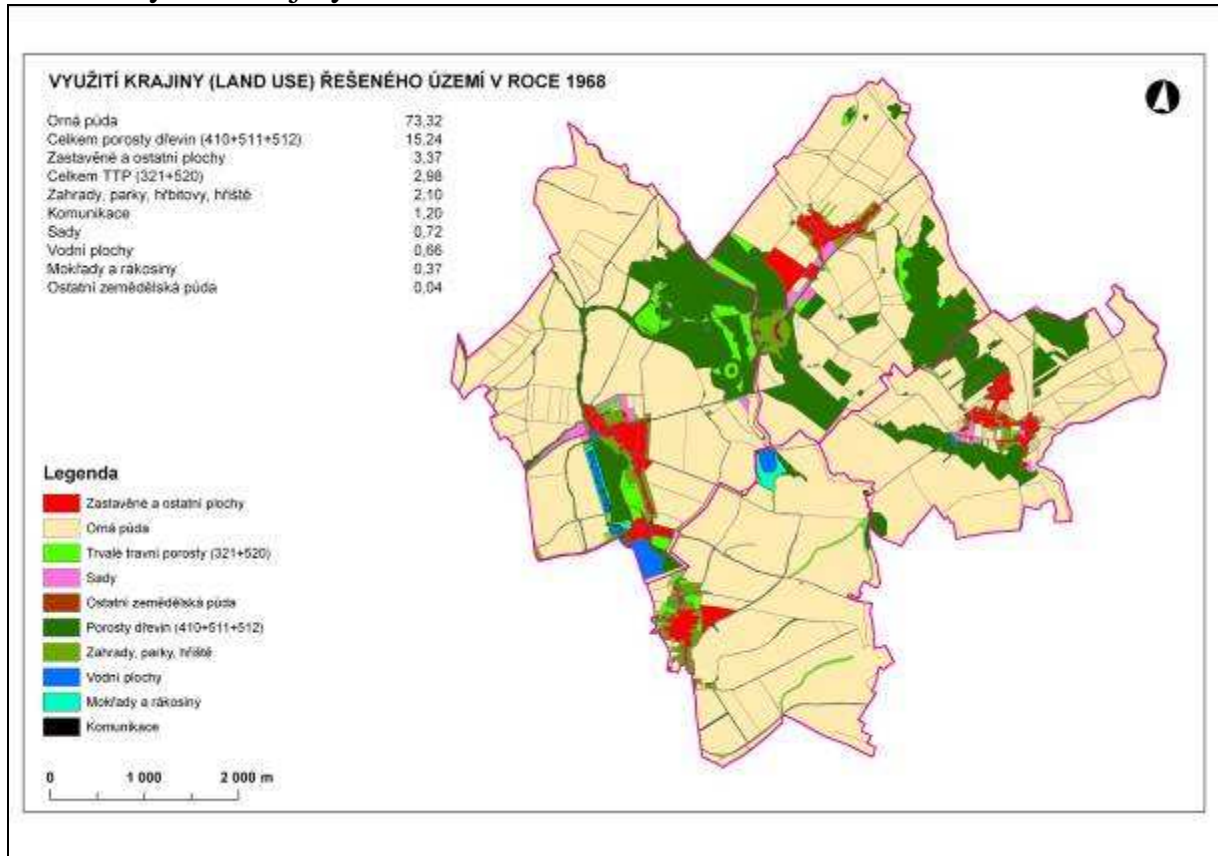 VYUŽITÍ KRAJINY (LAND USE) ŘEŠENÉHO ÚZEMÍ V ROCE 1968
Orná půda 73,32
Celkem porosty dřevin (410+511+512) 15,24
Zastavěné a ostatní plochy 3,37
Celkem TTP (321+520) 2,98
Zahrady, parky, hřbitovy, hřiště 2,10
Komunikace 1,20
Sady 0,72
Vodní plochy 0,66
Mokřady a rákosiny 0,37
Ostatní zemědělská půda 0,04
Legenda
Zastavěné a ostatní plochy
Orná půda
Trvalé travní porosty (321+520)
Sady
Ostatní zemědělská půda
Porosty dřevin (410+511+512)
Zahrady, parky, hřiště
Vodní plochy
Mokřady a rákosiny
Komunikace
0 1 000 2 000 m